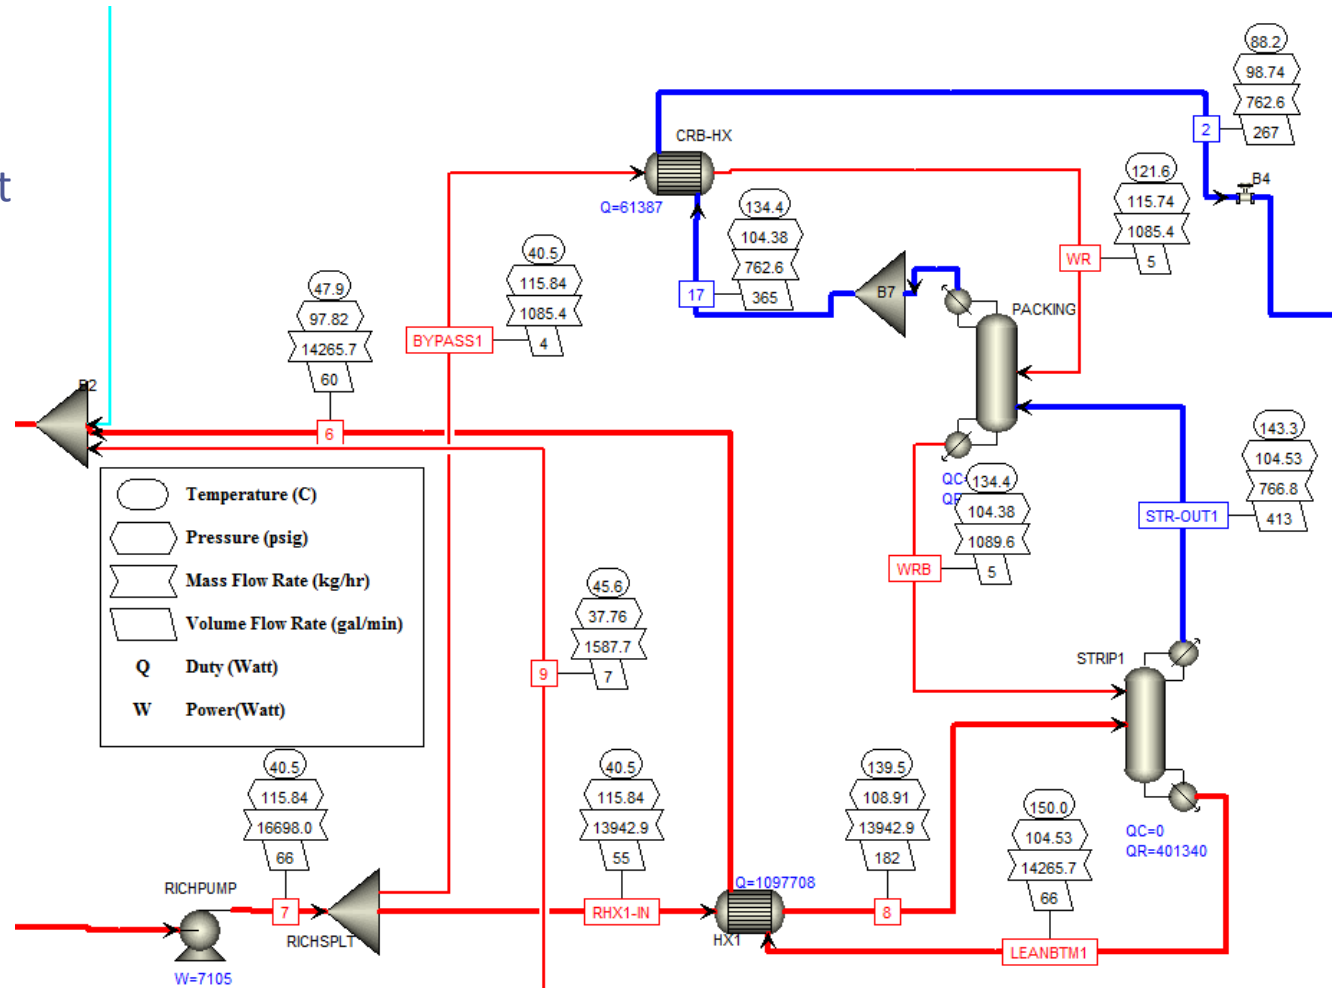 t
88.2
98.74
762.6
267
2
B4
CRB-HX
Q=61387
134.4
104.38
762.6
365
17
121.6
115.74
1085.4
5
WR
40.5
115.84
1085.4
4
BYPASS1
47.9
97.82
14265.7
60
6
B7
PACKING
B2
Temperature (C)
Pressure (psig)
Mass Flow Rate (kg/hr)
Volume Flow Rate (gal/min)
Q Duty (Watt)
W Power(Watt)
QC
134.4
104.38
1089.6
5
WRB
143.3
104.53
766.8
413
STR-OUT1
45.6
37.76
1587.7
7
9
STRIP1
QC=0
QR=401340
40.5
115.84
16698.0
66
7
RICHPUMP
W=7105
RICHSPLT
40.5
115.84
13942.9
55
RHX1-IN
Q=1097708
HX1
139.5
108.91
13942.9
182
8
150.0
104.53
14265.7
66
LEANBTM1